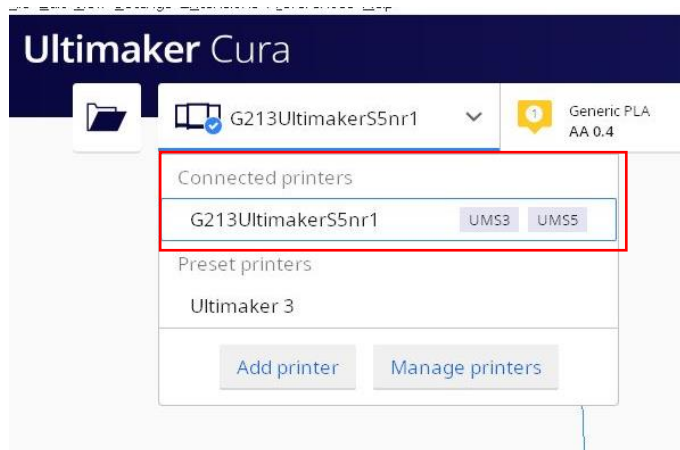 Ultimaker Cura
G213UltimakerS5nr1
1
Generic PLA
AA 0.4
Connected printers
G213UltimakerS5nr1 UMS3 UMS5
Preset printers
Ultimaker 3
Add printer Manage printers